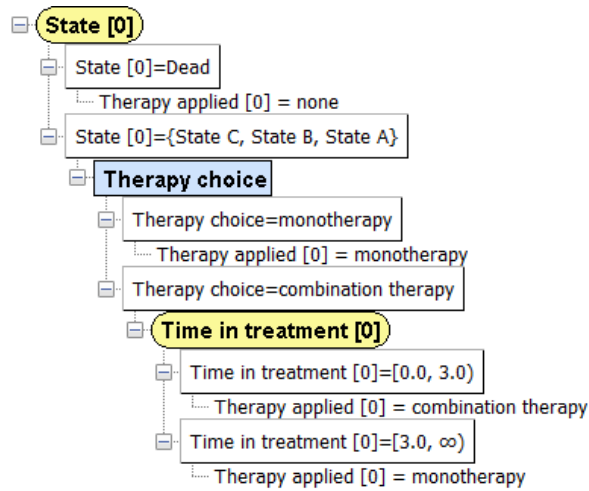 State [0]
State [0]=Dead
Therapy applied [0] = none
State [0]={State C, State B, State A}
Therapy choice
Therapy choice=monotherapy
Therapy applied [0] = monotherapy
Therapy choice=combination therapy
Time in treatment [0]
Time in treatment [0]=[0.0, 3.0)
Therapy applied [0] = combination therapy
Time in treatment [0]=[3.0, ∞)
Therapy applied [0] = monotherapy